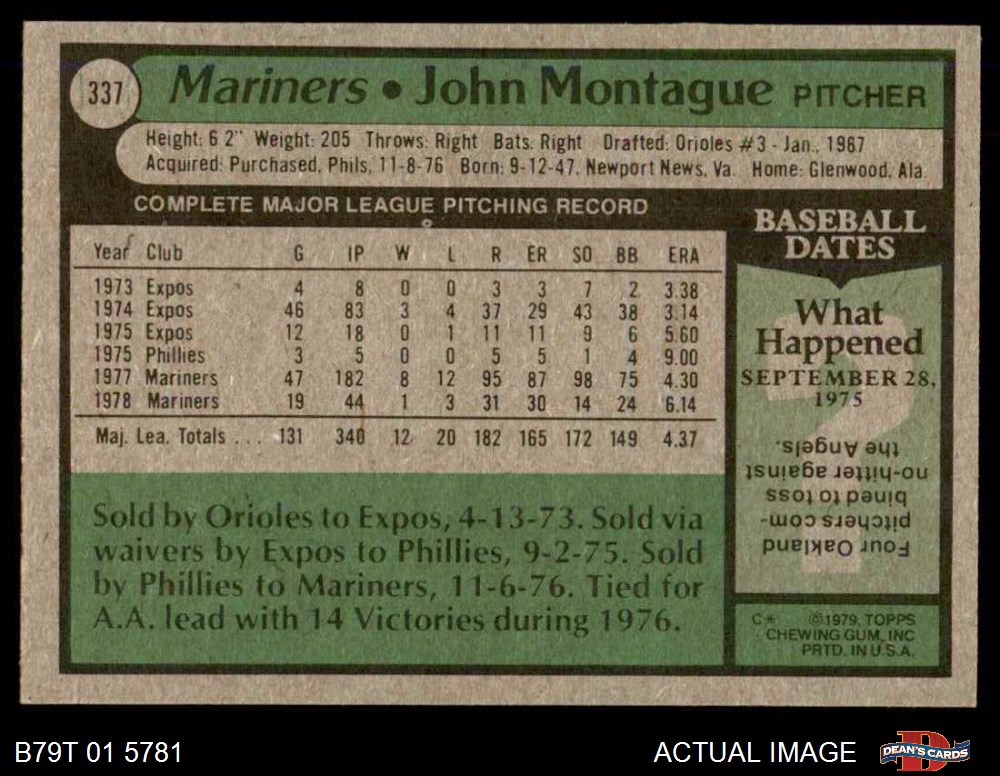 337
Mariners • John Montague PITCHER
Height: 6 2" Weight: 205 Throws: Right Bats: Right Drafted: Orioles #3 - Jan., 1967
Acquired: Purchased, Phils, 11-8-76 Born: 9-12-47, Newport News, Va. Home: Glenwood, Ala.
COMPLETE MAJOR LEAGUE PITCHING RECORD
Year Club G IP W L R ER SO BB ERA
1973 Expos 4 8 0 0 3 3 7 2 3.38
1974 Expos 46 83 3 4 37 29 43 38 3.14
1975 Expos 12 18 0 1 11 11 9 6 5.60
1975 Phillies 3 5 0 0 5 5 1 4 9.00
1977 Mariners 47 182 8 12 95 87 98 75 4.30
1978 Mariners 19 44 1 3 31 30 14 24 6.14
Maj. Lea. Totals ... 131 340 12 20 182 165 172 149 4.37
Sold by Orioles to Expos, 4-13-73. Sold via
waivers by Expos to Phillies, 9-2-75. Sold
by Phillies to Mariners, 11-6-76. Tied for
A.A. lead with 14 Victories during 1976.
BASEBALL
DATES
What
Happened
SEPTEMBER 28,
1975
Four Oakland
pitchers com-
bined to toss
no-hitter against
the Angels.
C* ©1979, TOPPS
CHEWING GUM, INC
PRTD. IN U.S.A.
B79T 01 5781
ACTUAL IMAGE
D
DEAN'S CARDS